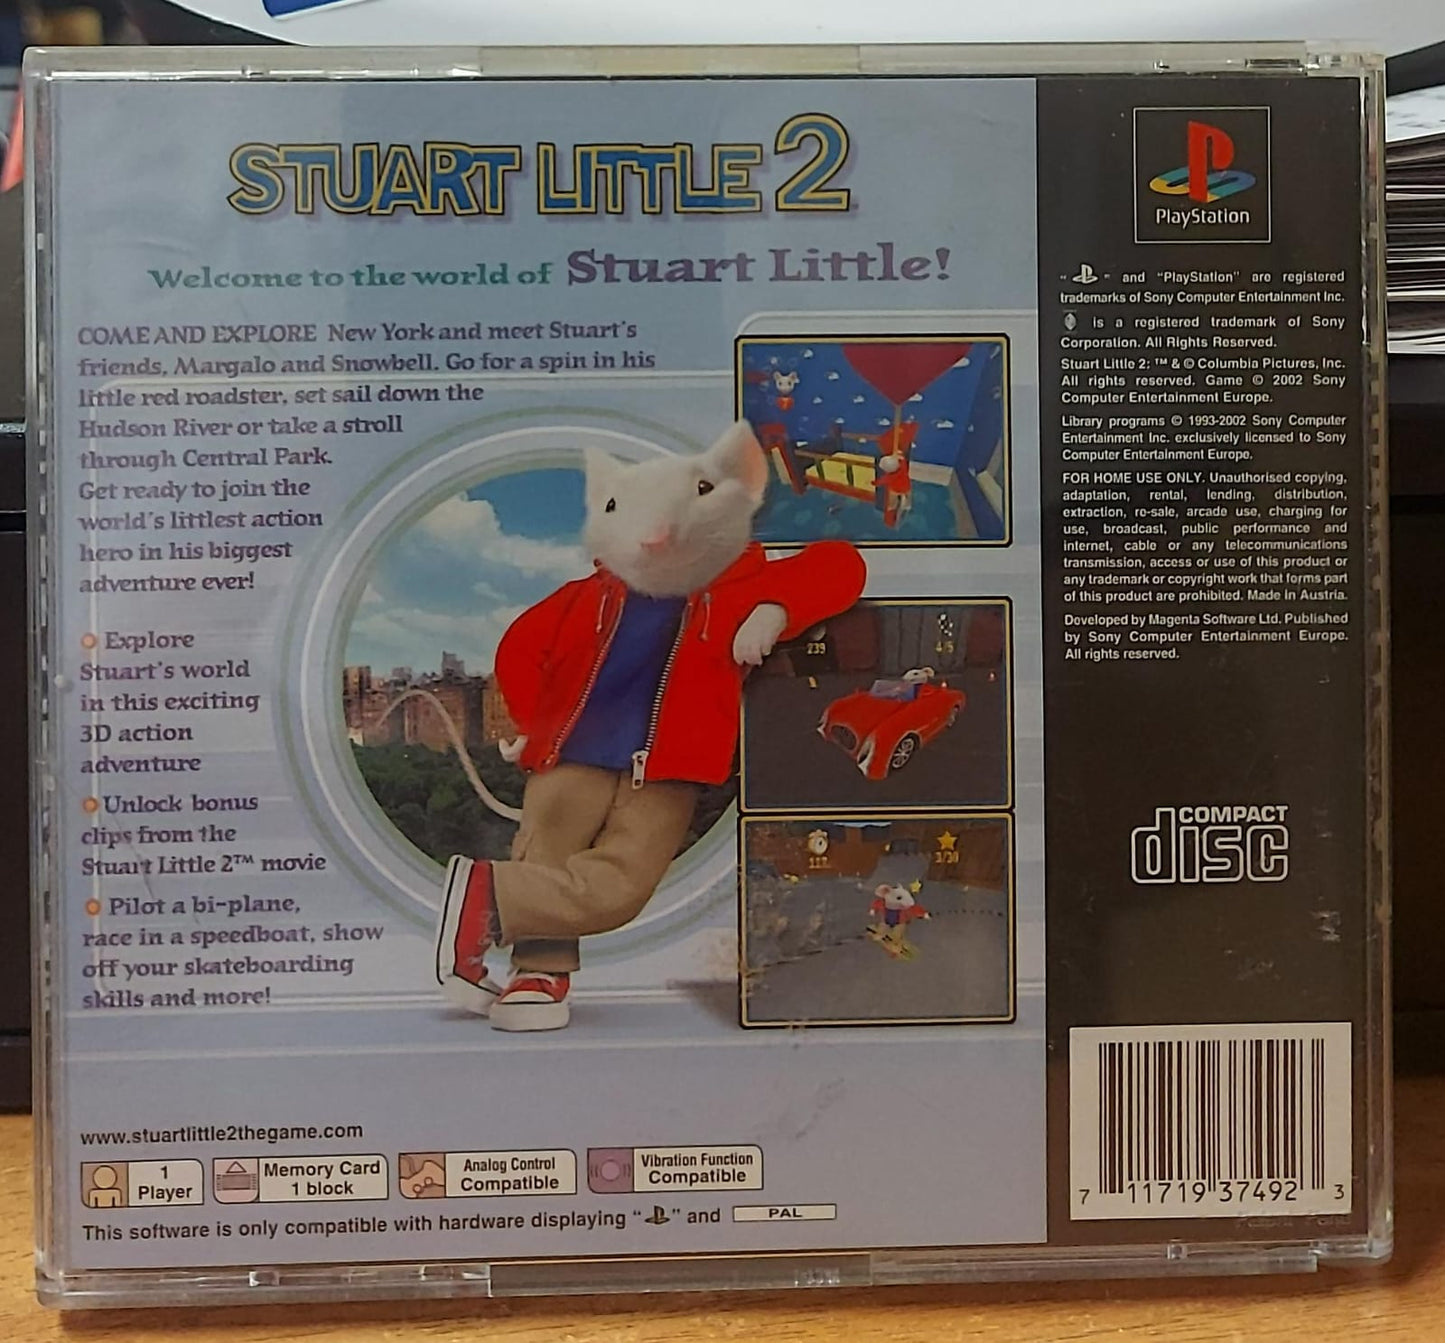 STUART LITTLE 2
Welcome to the world of Stuart Little!
COME AND EXPLORE New York and meet Stuart's
friends, Margalo and Snowbell. Go for a spin in his
little red roadster, set sail down the
Hudson River or take a stroll
through Central Park.
Get ready to join the
world's littlest action
hero in his biggest
adventure ever!
Explore
Stuart's world
in this exciting
3D action
adventure
Unlock bonus
clips from the
Stuart Little 2™ movie
Pilot a bi-plane,
race in a speedboat, show
off your skateboarding
skills and more!
239
4/5
117
3/30
www.stuartlittle2thegame.com
1
Player
Memory Card
1 block
Analog Control
Compatible
Vibration Function
Compatible
This software is only compatible with hardware displaying "PS" and PAL
PlayStation
"PS" and "PlayStation" are registered
trademarks of Sony Computer Entertainment Inc.
is a registered trademark of Sony
Corporation. All Rights Reserved.
Stuart Little 2: ™ & © Columbia Pictures, Inc.
All rights reserved. Game © 2002 Sony
Computer Entertainment Europe.
Library programs © 1993-2002 Sony Computer
Entertainment Inc. exclusively licensed to Sony
Computer Entertainment Europe.
FOR HOME USE ONLY. Unauthorised copying,
adaptation, rental, lending, distribution,
extraction, re-sale, arcade use, charging for
use, broadcast, public performance and
internet, cable or any telecommunications
transmission, access or use of this product or
any trademark or copyright work that forms part
of this product are prohibited. Made in Austria.
Developed by Magenta Software Ltd. Published
by Sony Computer Entertainment Europe.
All rights reserved.
COMPACT
disc
7 11719 37492 3